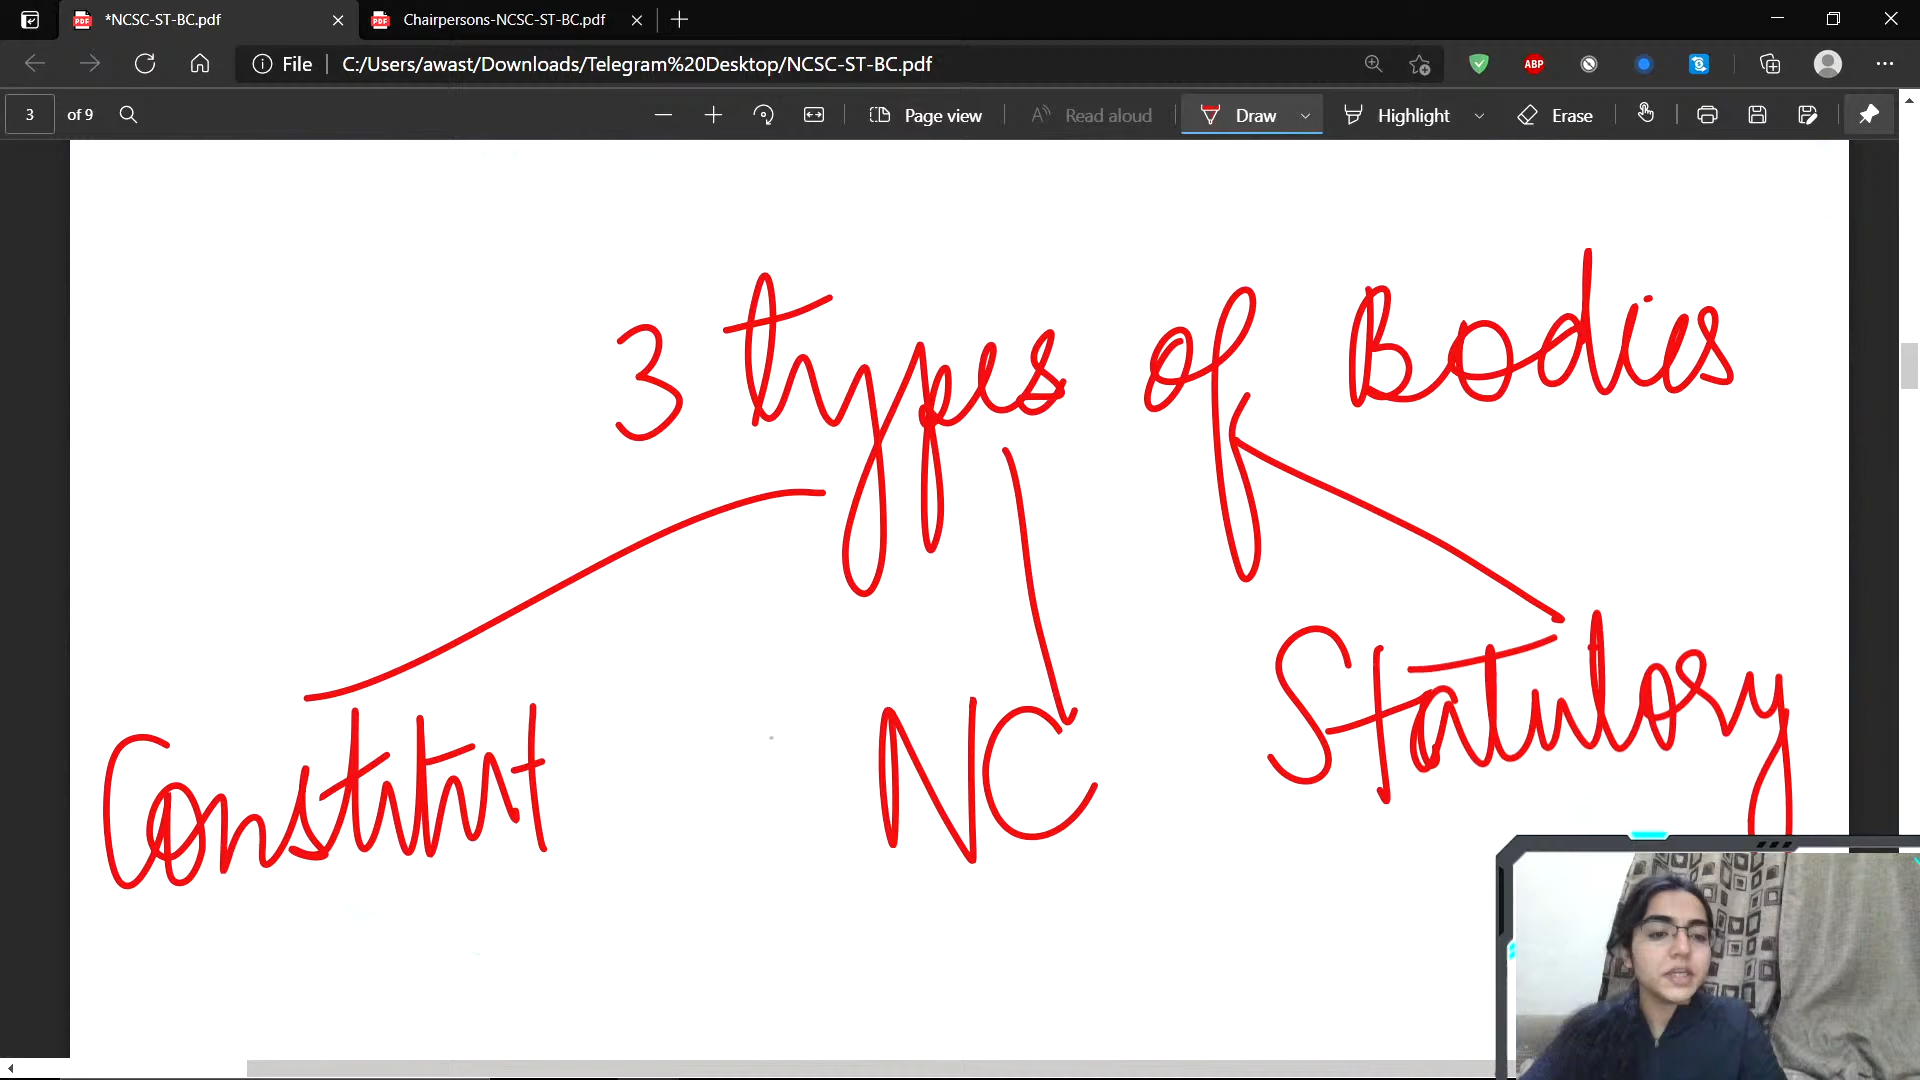 *NCSC-ST-BC.pdf
Chairpersons-NCSC-ST-BC.pdf
File
C:/Users/awast/Downloads/Telegram%20Desktop/NCSC-ST-BC.pdf
ABP
3 of 9
Page view
Read aloud
Draw
Highlight
Erase
3 types of Bodies
Constitut
NC
Statutory